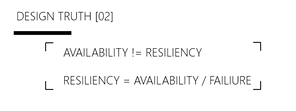 DESIGN TRUTH [02]
AVAILABILITY != RESILIENCY
RESILIENCY = AVAILABILITY / FAILIURE